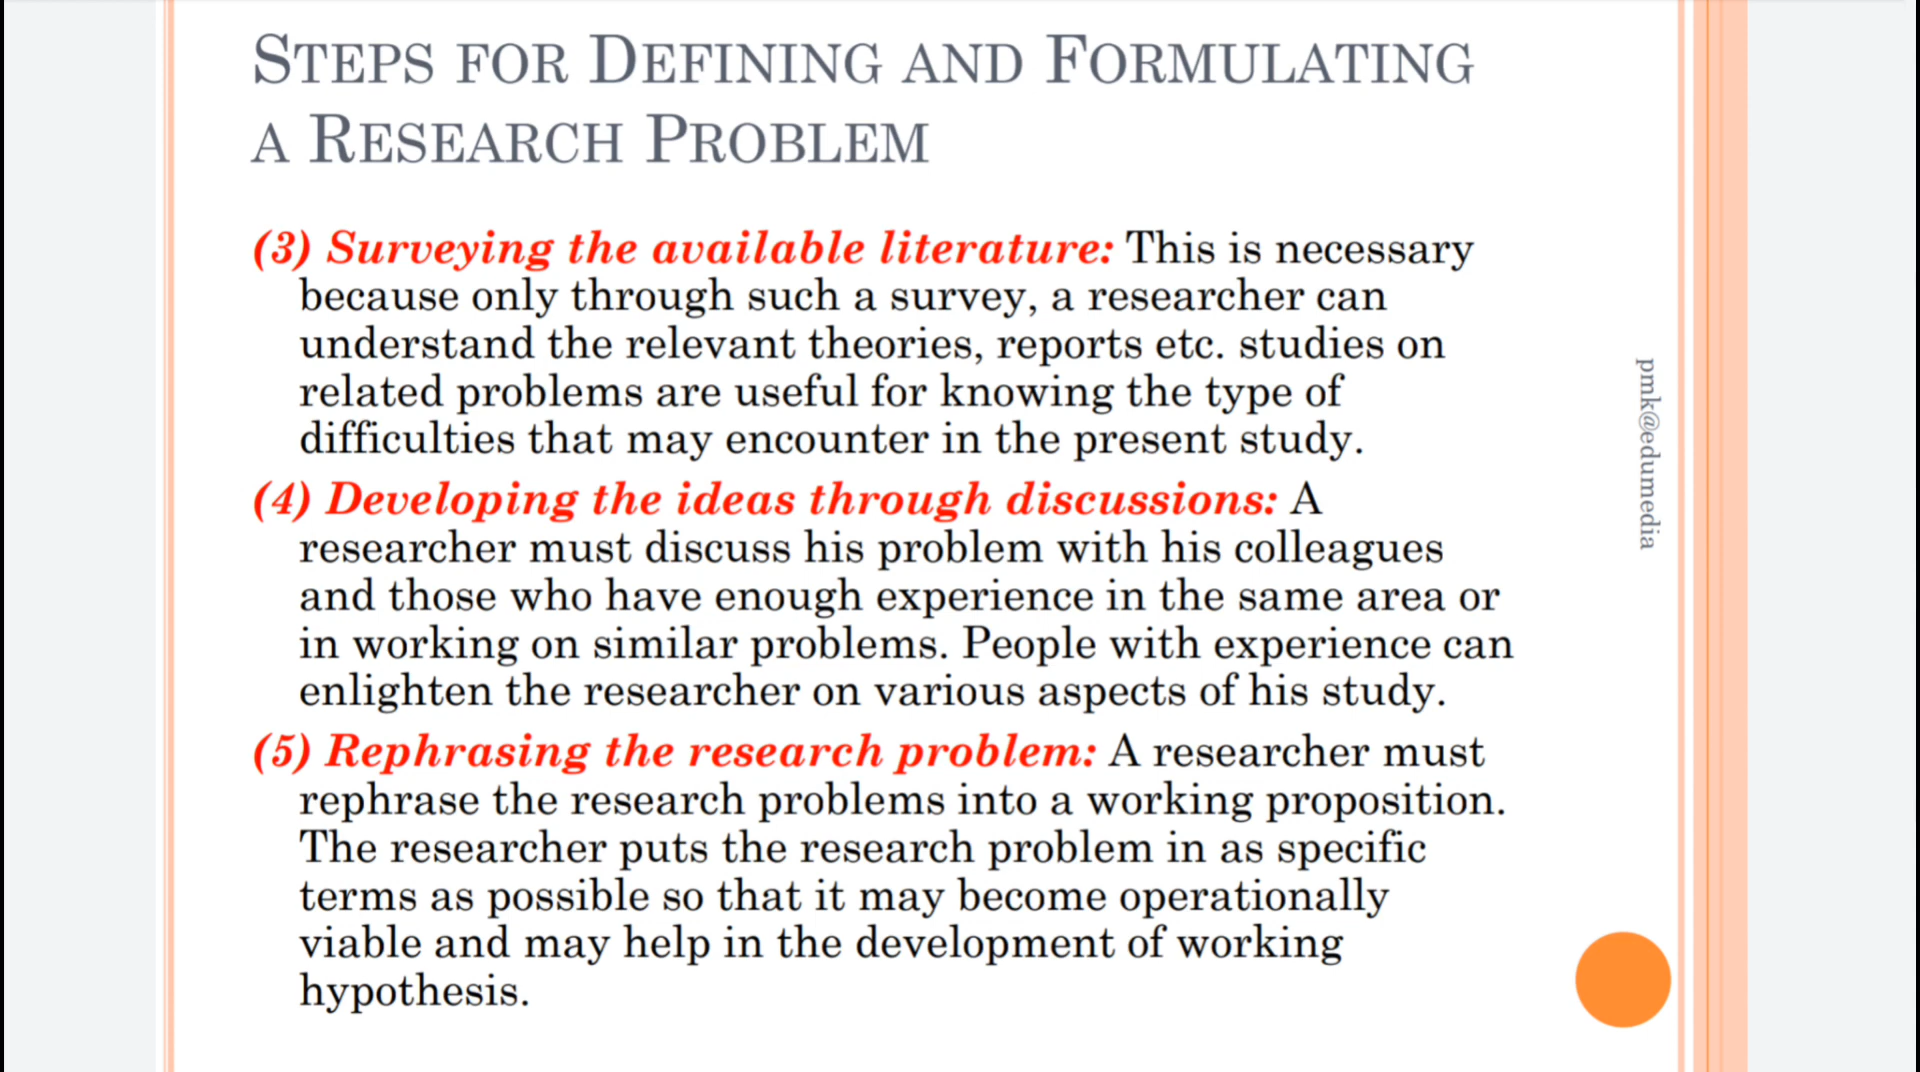 STEPS FOR DEFINING AND FORMULATING
A RESEARCH PROBLEM
(3) Surveying the available literature: This is necessary
because only through such a survey, a researcher can
understand the relevant theories, reports etc. studies on
related problems are useful for knowing the type of
difficulties that may encounter in the present study.
(4) Developing the ideas through discussions: A
researcher must discuss his problem with his colleagues
and those who have enough experience in the same area or
in working on similar problems. People with experience can
enlighten the researcher on various aspects of his study.
(5) Rephrasing the research problem: A researcher must
rephrase the research problems into a working proposition.
The researcher puts the research problem in as specific
terms as possible so that it may become operationally
viable and may help in the development of working
hypothesis.
pmk@edumedia